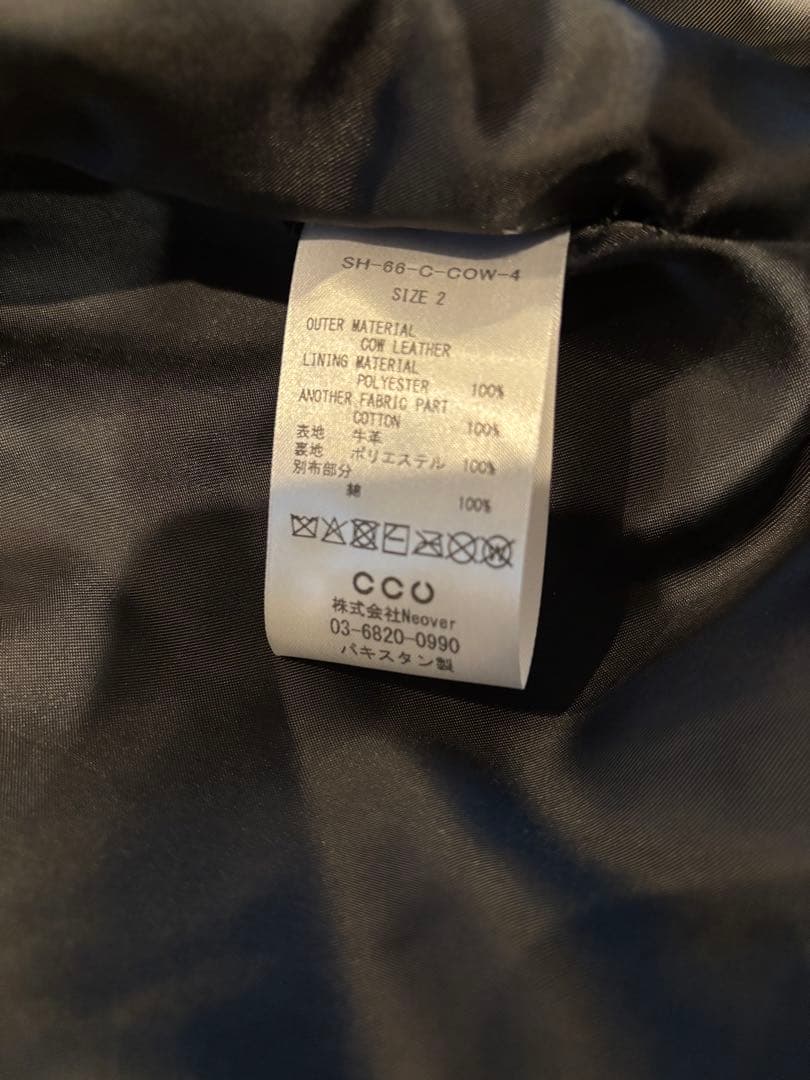 SH-66-C-COW-4
SIZE 2
OUTER MATERIAL
COW LEATHER
LINING MATERIAL
POLYESTER 100%
ANOTHER FABRIC PART
COTTON 100%
表地 牛革
裏地 ポリエステル 100%
別布部分
綿 100%
CCU
株式会社Neover
03-6820-0990
パキスタン製